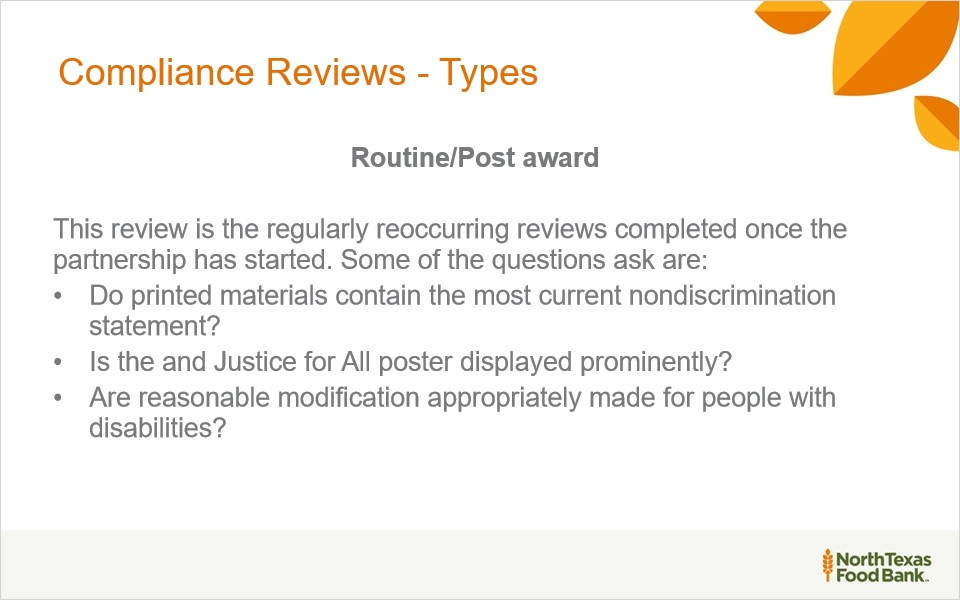 Compliance Reviews - Types
Routine/Post award
This review is the regularly reoccurring reviews completed once the
partnership has started. Some of the questions ask are:
• Do printed materials contain the most current nondiscrimination
statement?
• Is the and Justice for All poster displayed prominently?
• Are reasonable modification appropriately made for people with
disabilities?
North Texas
Food Bank